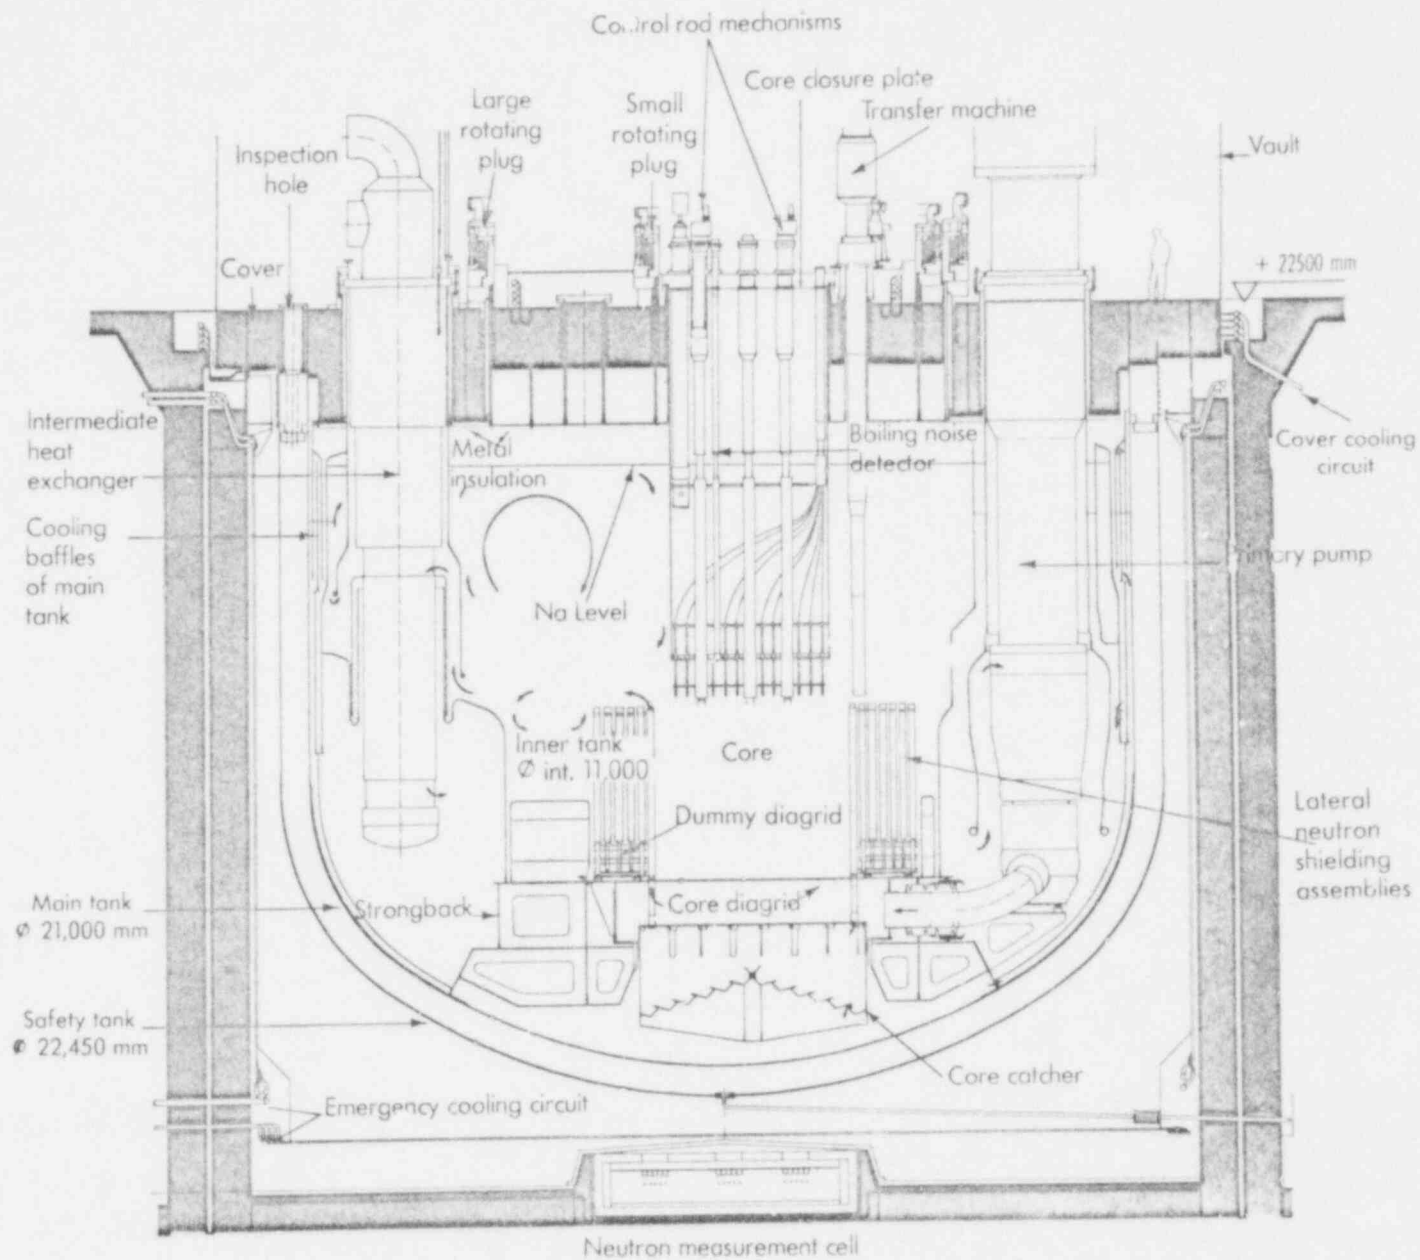 Control rod mechanisms
Core closure plate
Large
rotating
plug
Small
rotating
plug
Transfer machine
Inspection
hole
Vault
Cover
+ 22500 mm
Intermediate
heat
exchanger
Metal
insulation
Boiling noise
detector
Cover cooling
circuit
Cooling
baffles
of main
tank
Primary pump
Na Level
Inner tank
Ø int. 11,000
Core
Dummy diagrid
Lateral
neutron
shielding
assemblies
Main tank
Ø 21,000 mm
Strongback
Core diagrid
Safety tank
Ø 22,450 mm
Core catcher
Emergency cooling circuit
Neutron measurement cell